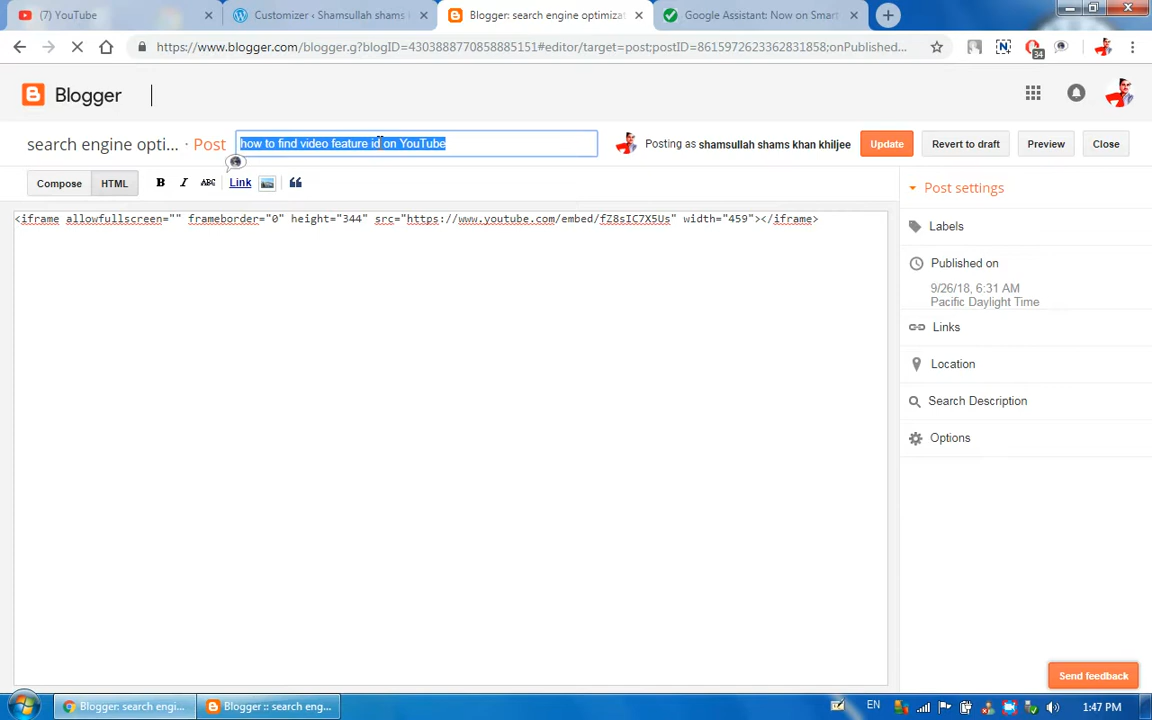 (7) YouTube
Customizer ‹ Shamsullah shams
Blogger: search engine optimizat
Google Assistant: Now on Smart
https://www.blogger.com/blogger.g?blogID=4303888770858885151#editor/target=post;postID=8615972623362831858;onPublished...
34
Blogger
search engine opti... · Post
how to find video feature id on YouTube
Posting as shamsullah shams khan khiljee
Update
Revert to draft
Preview
Close
Compose
HTML
B
I
ABC
Link
Post settings
<iframe allowfullscreen="" frameborder="0" height="344" src="https://www.youtube.com/embed/fZ8sIC7X5Us" width="459"></iframe>
Labels
Published on
9/26/18, 6:31 AM
Pacific Daylight Time
Links
Location
Search Description
Options
Send feedback
Blogger: search engi...
Blogger :: search eng...
EN
1:47 PM